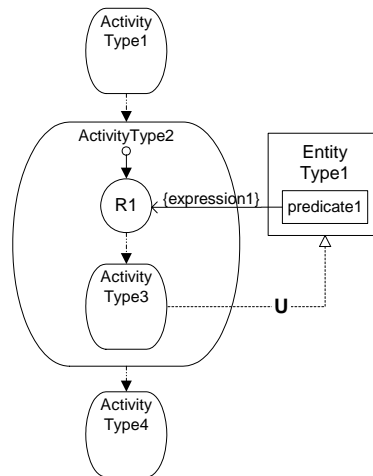 Activity
Type1
ActivityType2
Entity
Type1
R1
{expression1}
predicate1
Activity
Type3
U
Activity
Type4